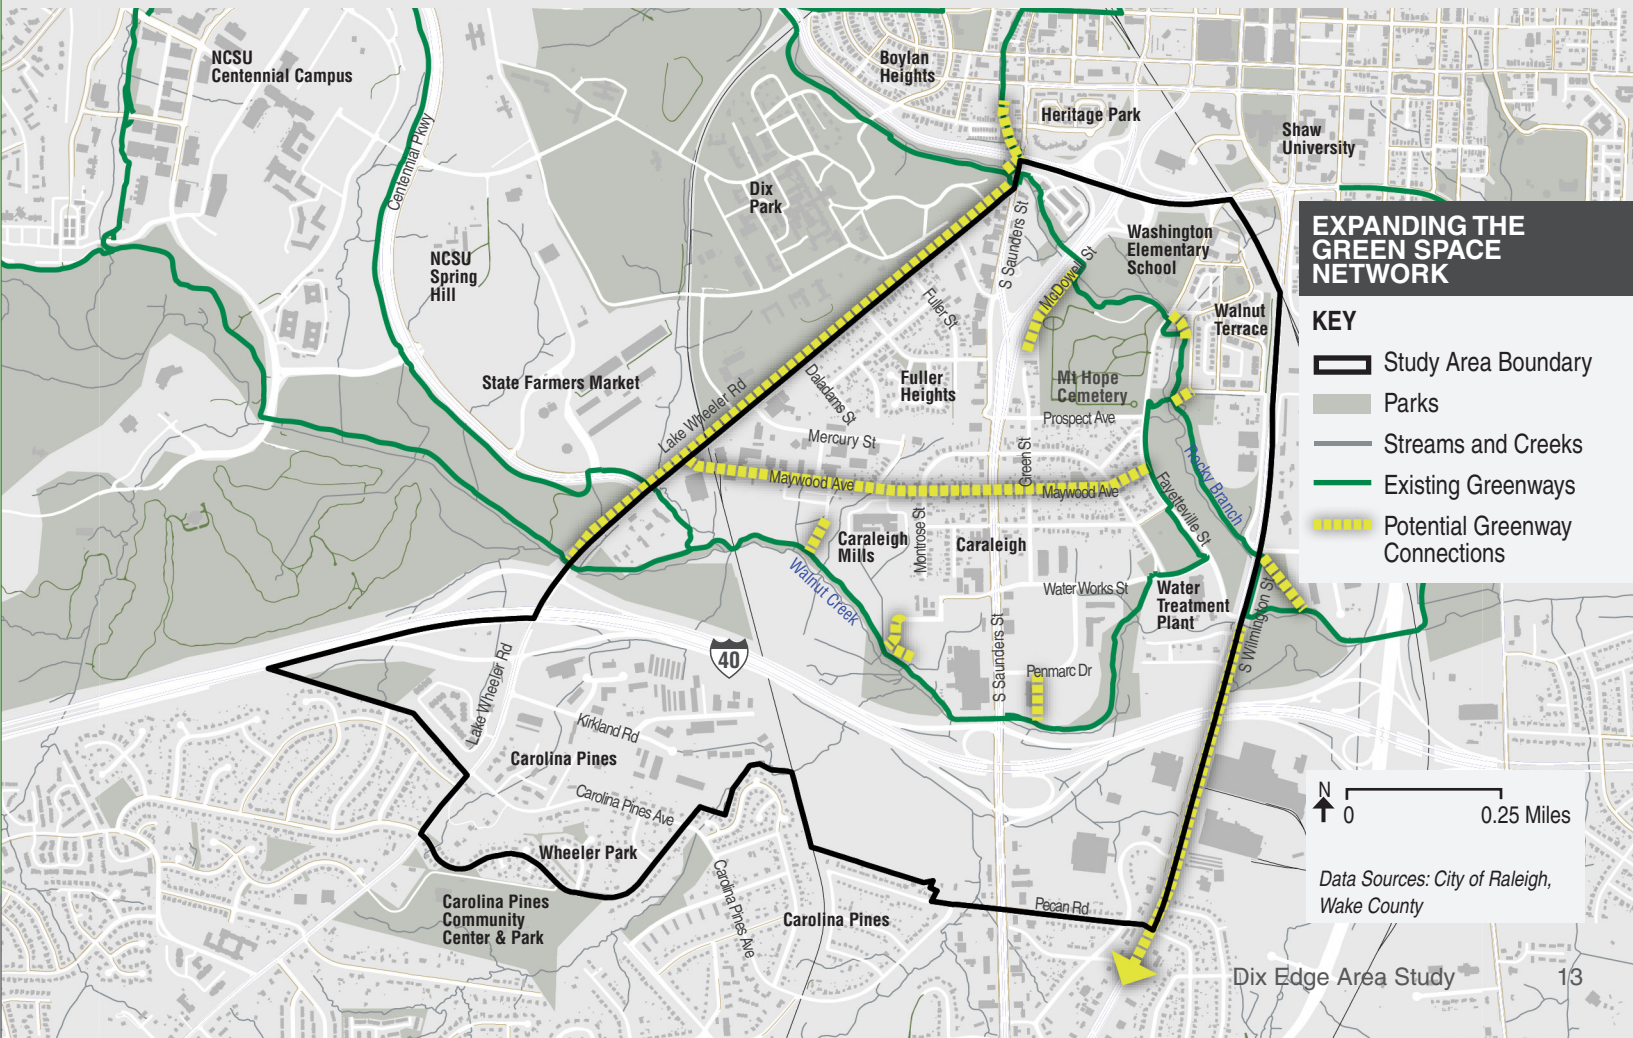 NCSU
Centennial Campus
Boylan
Heights
Heritage Park
Shaw
University
Centennial Pkwy
Dix
Park
NCSU
Spring
Hill
S Saunders St
McDowell St
Washington
Elementary
School
Walnut
Terrace
Fuller St
State Farmers Market
Lake Wheeler Rd
Daladams St
Fuller
Heights
Mt Hope
Cemetery
Prospect Ave
Mercury St
Green St
Maywood Ave
Maywood Ave
Rocky Branch
Fayetteville St
Montrose St
Caraleigh
Mills
Caraleigh
Walnut Creek
Water Works St
Water
Treatment
Plant
S Wilmington St
40
S Saunders St
Penmarc Dr
Lake Wheeler Rd
Kirkland Rd
Carolina Pines
Carolina Pines Ave
Wheeler Park
Carolina Pines
Community
Center & Park
Carolina Pines Ave
Carolina Pines
Pecan Rd
EXPANDING THE
GREEN SPACE
NETWORK
KEY
Study Area Boundary
Parks
Streams and Creeks
Existing Greenways
Potential Greenway
Connections
N
0 0.25 Miles
Data Sources: City of Raleigh,
Wake County
Dix Edge Area Study 13